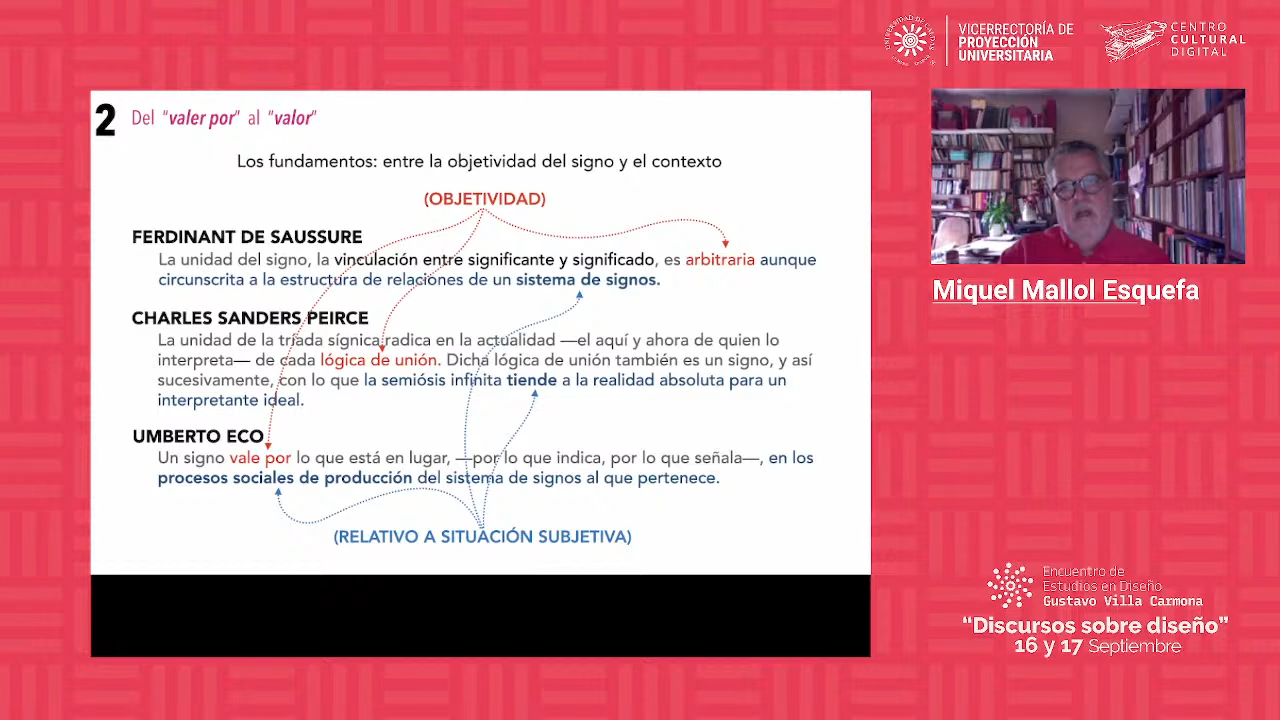 VICERRECTORÍA DE
PROYECCIÓN
UNIVERSITARIA
CENTRO
CULTURAL
DIGITAL
2 Del "valer por" al "valor"
Los fundamentos: entre la objetividad del signo y el contexto
(OBJETIVIDAD)
FERDINANT DE SAUSSURE
La unidad del signo, la vinculación entre significante y significado, es arbitraria aunque
circunscrita a la estructura de relaciones de un sistema de signos.
CHARLES SANDERS PEIRCE
La unidad de la tríada sígnica radica en la actualidad —el aquí y ahora de quien lo
interpreta— de cada lógica de unión. Dicha lógica de unión también es un signo, y así
sucesivamente, con lo que la semiósis infinita tiende a la realidad absoluta para un
interpretante ideal.
UMBERTO ECO
Un signo vale por lo que está en lugar, —por lo que indica, por lo que señala—, en los
procesos sociales de producción del sistema de signos al que pertenece.
(RELATIVO A SITUACIÓN SUBJETIVA)
Miquel Mallol Esquefa
Encuentro de
Estudios en Diseño
Gustavo Villa Carmona
“Discursos sobre diseño”
16 y 17 Septiembre